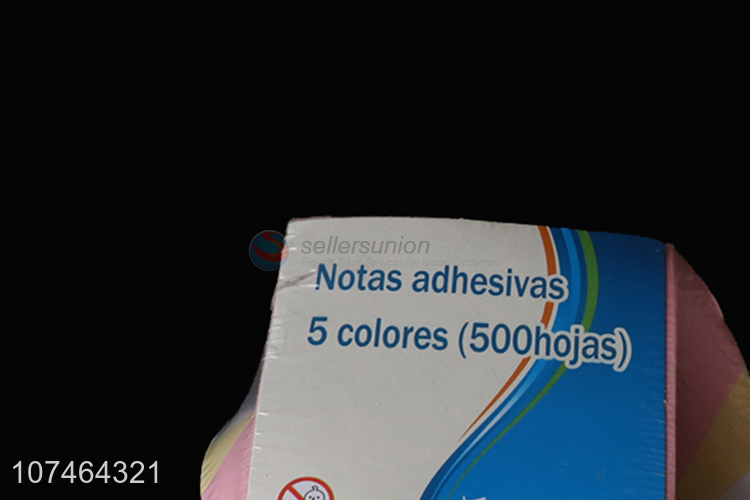 sellersunion
Notas adhesivas
5 colores (500hojas)
107464321